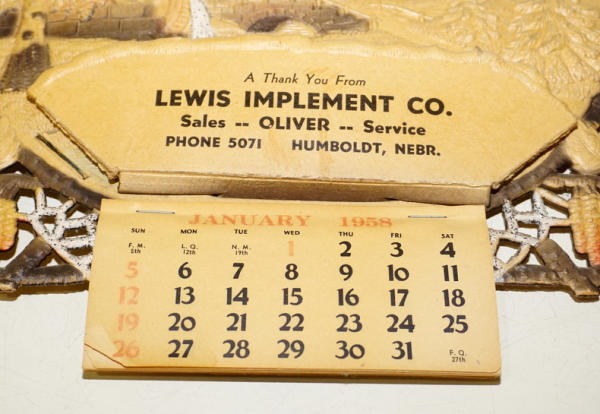 A Thank You From
LEWIS IMPLEMENT CO.
Sales -- OLIVER -- Service
PHONE 5071 HUMBOLDT, NEBR.
JANUARY 1958
SUN MON TUE WED THU FRI SAT
F. M. 5th L. Q. 12th N. M. 19th 1 2 3 4
5 6 7 8 9 10 11
12 13 14 15 16 17 18
19 20 21 22 23 24 25
26 27 28 29 30 31 F. Q. 27th